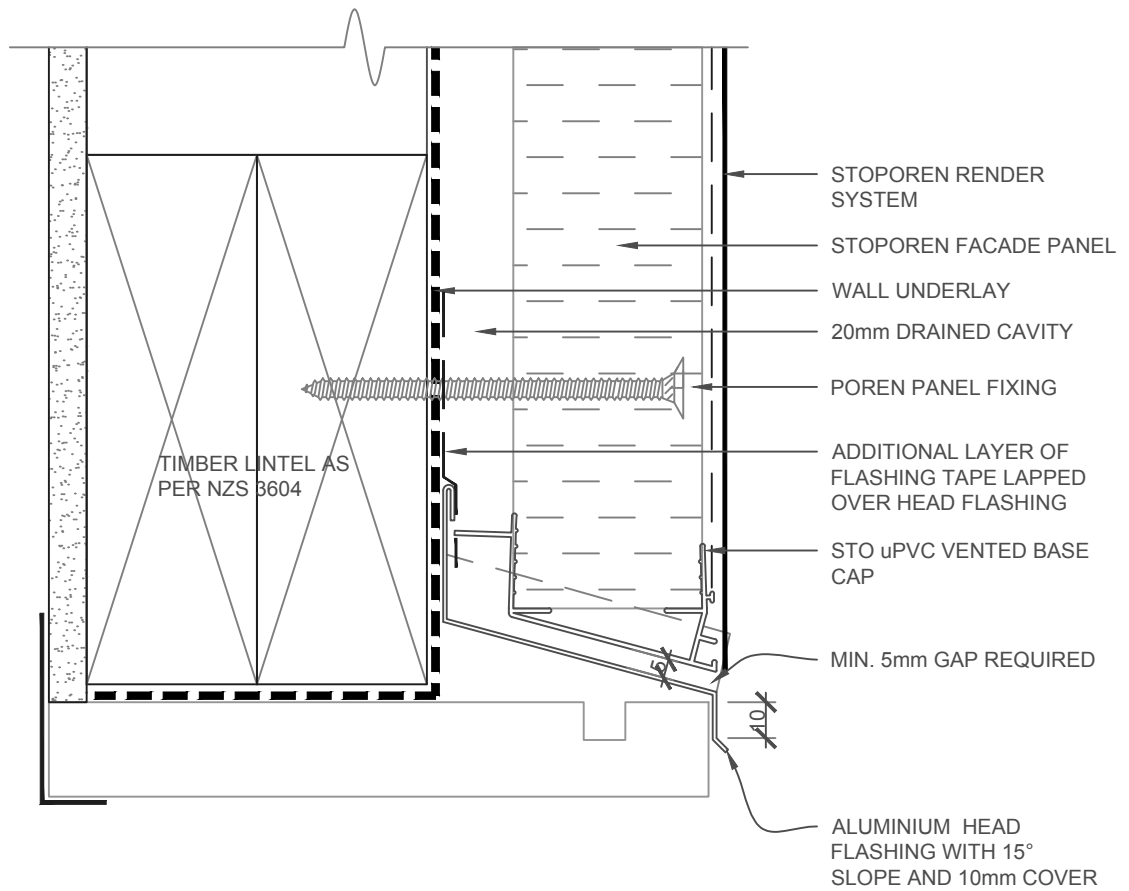 STOPOREN RENDER
SYSTEM
STOPOREN FACADE PANEL
WALL UNDERLAY
20mm DRAINED CAVITY
POREN PANEL FIXING
ADDITIONAL LAYER OF
FLASHING TAPE LAPPED
OVER HEAD FLASHING
TIMBER LINTEL AS
PER NZS 3604
STO uPVC VENTED BASE
CAP
MIN. 5mm GAP REQUIRED
5
10
ALUMINIUM HEAD
FLASHING WITH 15°
SLOPE AND 10mm COVER